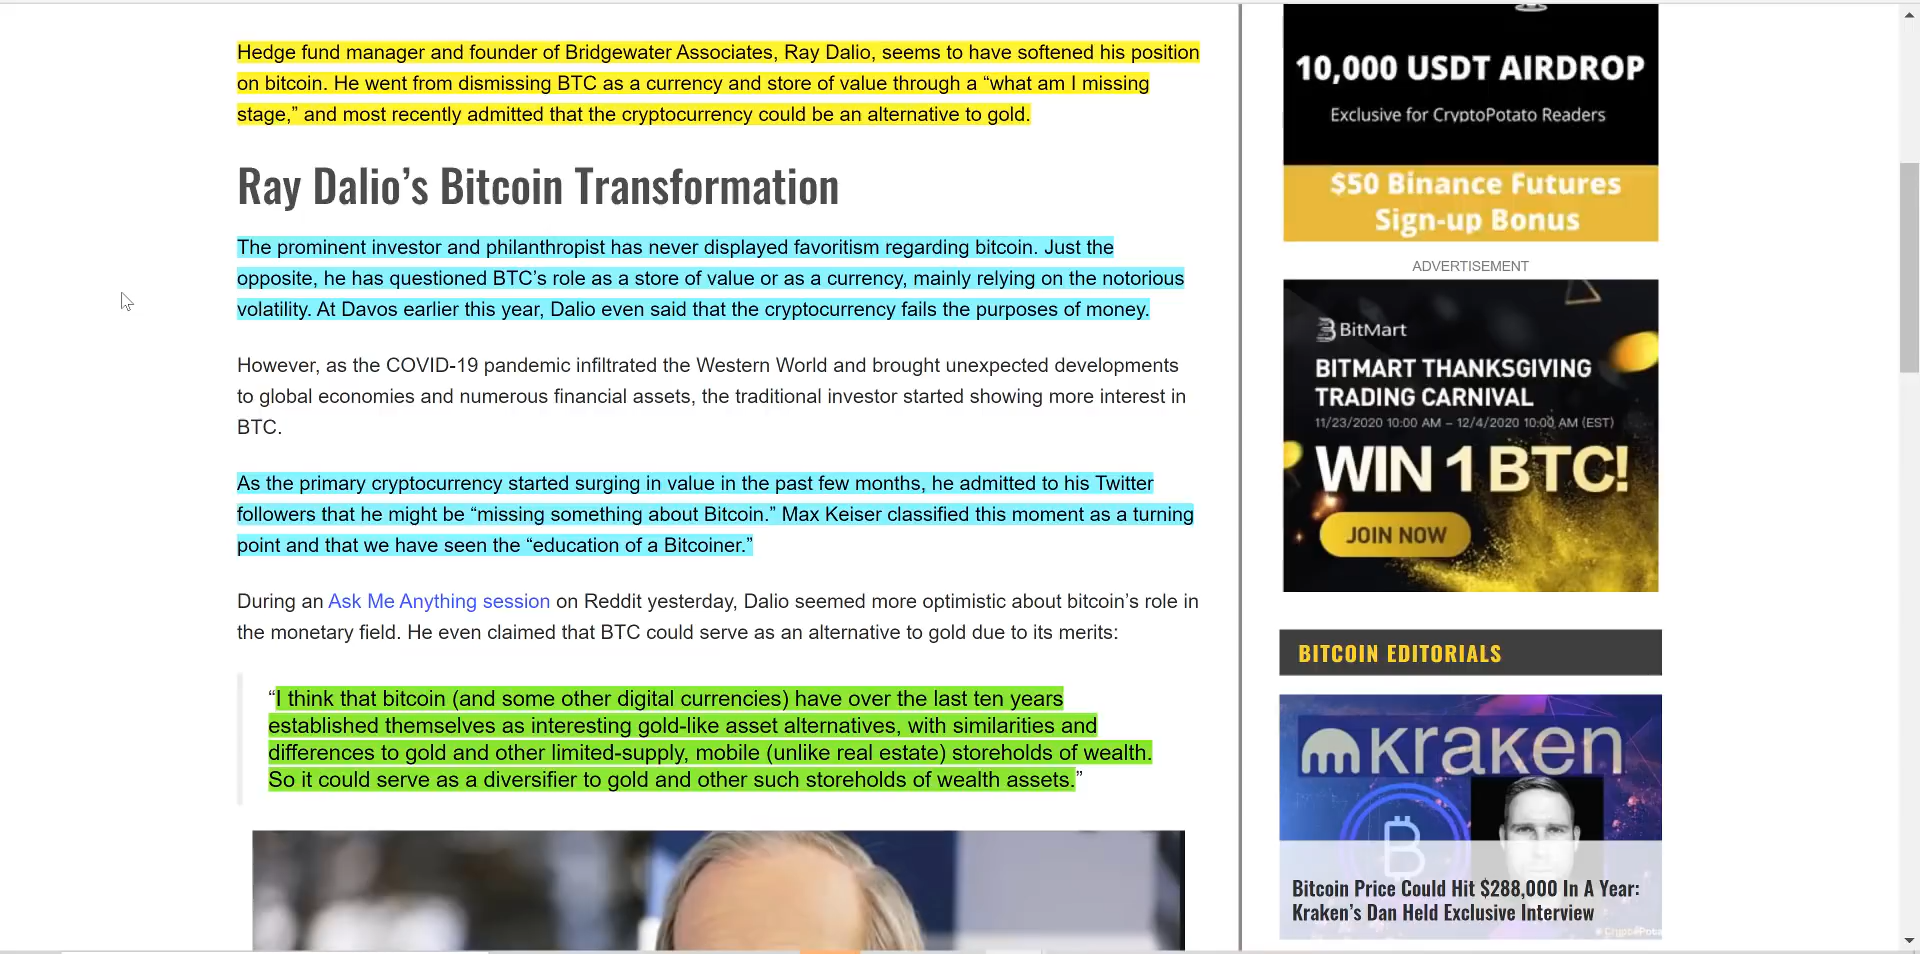 Hedge fund manager and founder of Bridgewater Associates, Ray Dalio, seems to have softened his position
on bitcoin. He went from dismissing BTC as a currency and store of value through a “what am I missing
stage,” and most recently admitted that the cryptocurrency could be an alternative to gold.
Ray Dalio’s Bitcoin Transformation
The prominent investor and philanthropist has never displayed favoritism regarding bitcoin. Just the
opposite, he has questioned BTC’s role as a store of value or as a currency, mainly relying on the notorious
volatility. At Davos earlier this year, Dalio even said that the cryptocurrency fails the purposes of money.
However, as the COVID-19 pandemic infiltrated the Western World and brought unexpected developments
to global economies and numerous financial assets, the traditional investor started showing more interest in
BTC.
As the primary cryptocurrency started surging in value in the past few months, he admitted to his Twitter
followers that he might be “missing something about Bitcoin.” Max Keiser classified this moment as a turning
point and that we have seen the “education of a Bitcoiner.”
During an Ask Me Anything session on Reddit yesterday, Dalio seemed more optimistic about bitcoin’s role in
the monetary field. He even claimed that BTC could serve as an alternative to gold due to its merits:
“I think that bitcoin (and some other digital currencies) have over the last ten years
established themselves as interesting gold-like asset alternatives, with similarities and
differences to gold and other limited-supply, mobile (unlike real estate) storeholds of wealth.
So it could serve as a diversifier to gold and other such storeholds of wealth assets.”
10,000 USDT AIRDROP
Exclusive for CryptoPotato Readers
$50 Binance Futures
Sign-up Bonus
ADVERTISEMENT
BitMart
BITMART THANKSGIVING
TRADING CARNIVAL
11/23/2020 10:00 AM – 12/4/2020 10:00 AM (EST)
WIN 1 BTC!
JOIN NOW
BITCOIN EDITORIALS
kraken
Bitcoin Price Could Hit $288,000 In A Year:
Kraken’s Dan Held Exclusive Interview